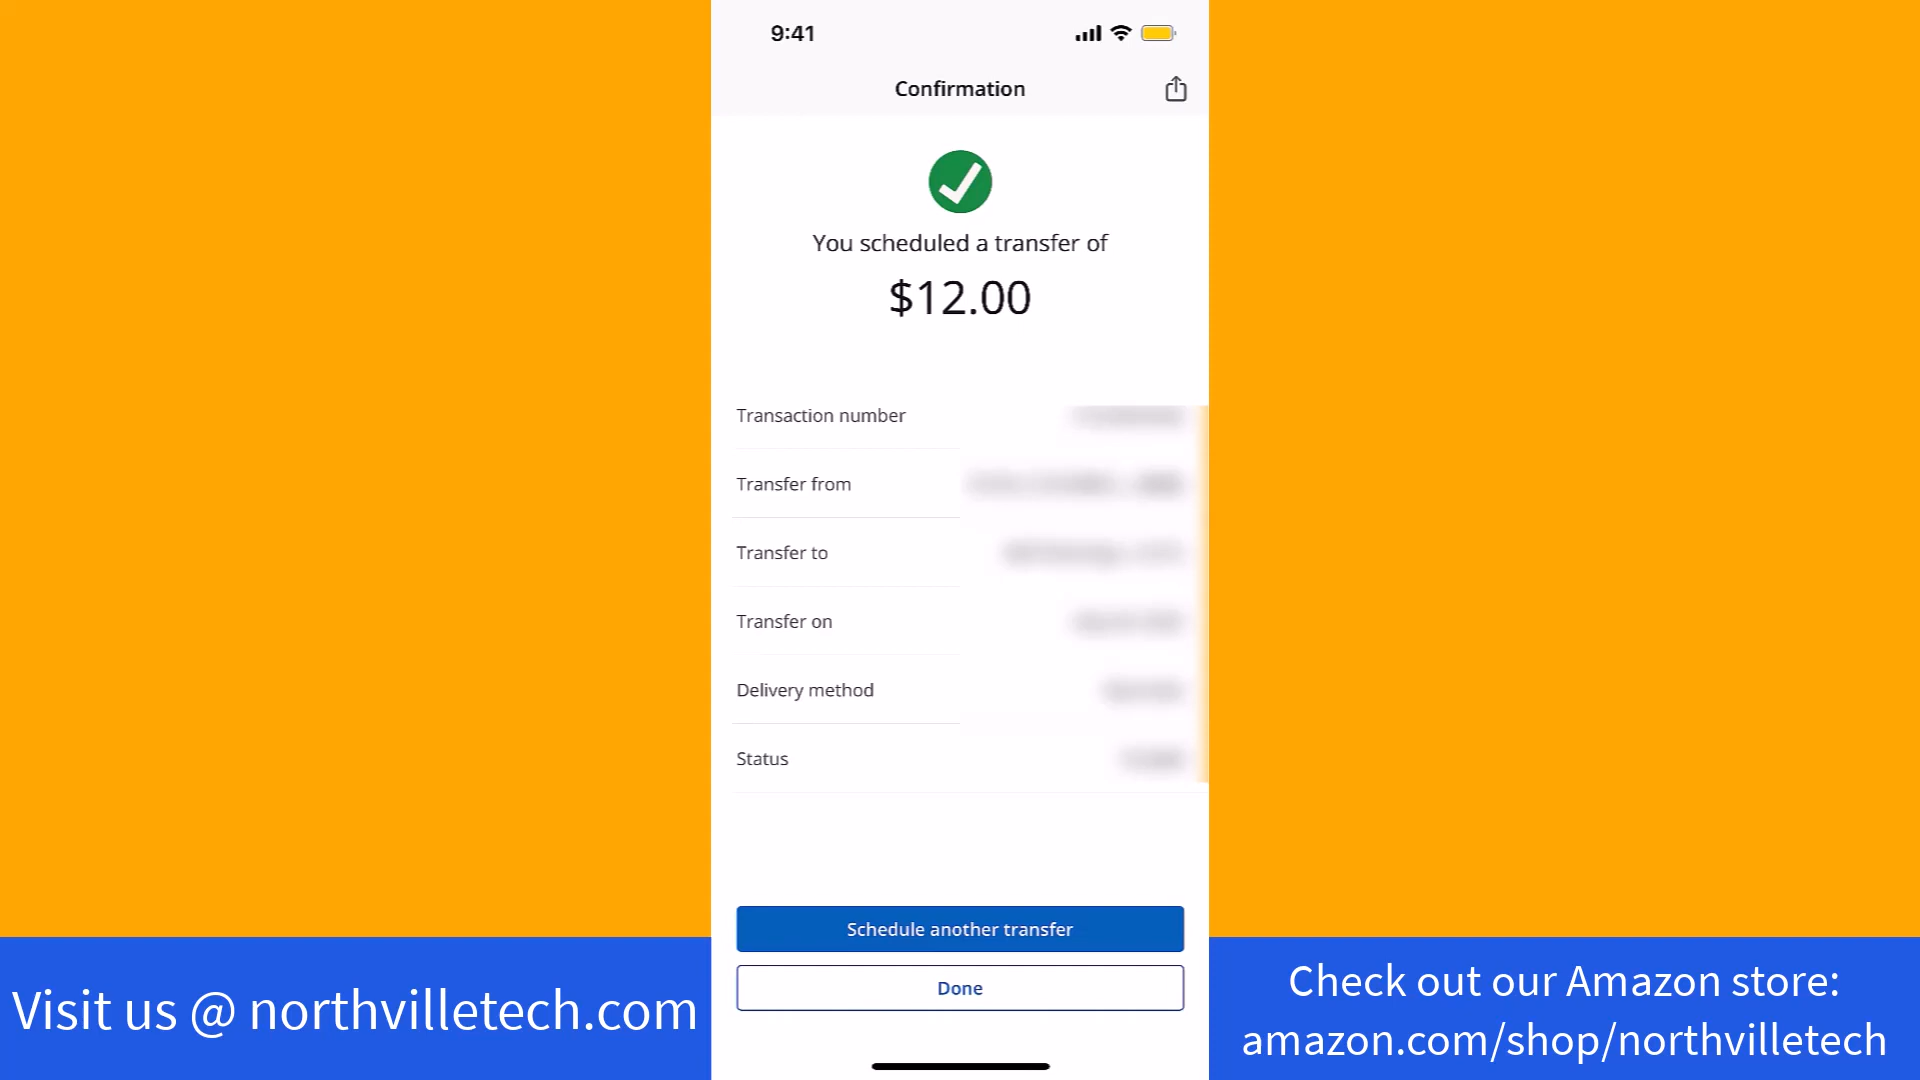 9:41
Confirmation
You scheduled a transfer of
$12.00
Transaction number
Transfer from
Transfer to
Transfer on
Delivery method
Status
Schedule another transfer
Done
Visit us @ northvilletech.com
Check out our Amazon store:
amazon.com/shop/northvilletech